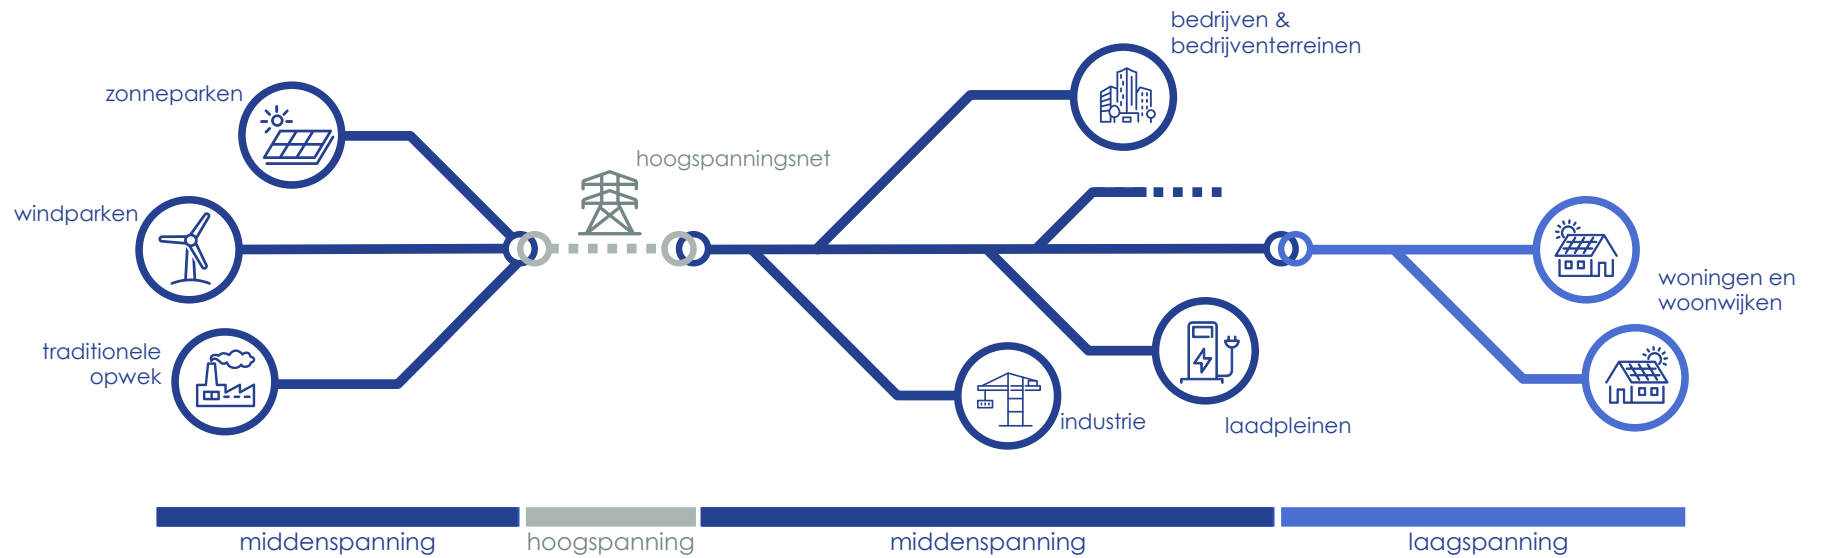 bedrijven &
bedrijventerreinen
zonneparken
hoogspanningsnet
windparken
woningen en
woonwijken
traditionele
opwek
industrie
laadpleinen
middenspanning
hoogspanning
middenspanning
laagspanning